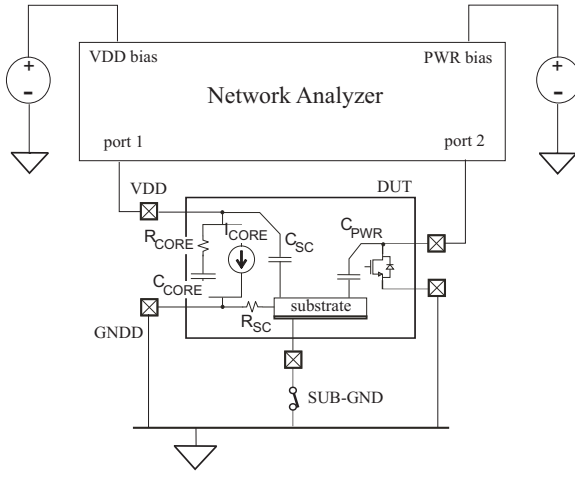 +
-
VDD bias
PWR bias
+
-
Network Analyzer
port 1
port 2
VDD
DUT
RCORE
ICORE
CSC
CPWR
CCORE
substrate
RSC
GNDD
SUB-GND